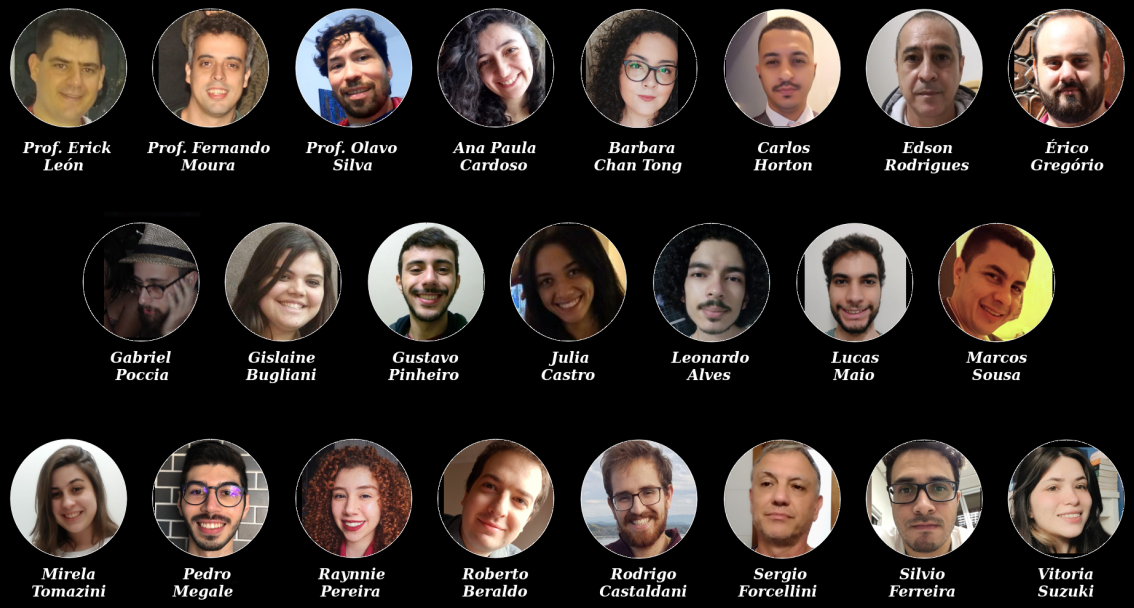 Prof. Erick
León
Prof. Fernando
Moura
Prof. Olavo
Silva
Ana Paula
Cardoso
Barbara
Chan Tong
Carlos
Horton
Edson
Rodrigues
Érico
Gregório
Gabriel
Poccia
Gislaine
Bugliani
Gustavo
Pinheiro
Julia
Castro
Leonardo
Alves
Lucas
Maio
Marcos
Sousa
Mirela
Tomazini
Pedro
Megale
Raynnie
Pereira
Roberto
Beraldo
Rodrigo
Castaldani
Sergio
Forcellini
Silvio
Ferreira
Vitoria
Suzuki